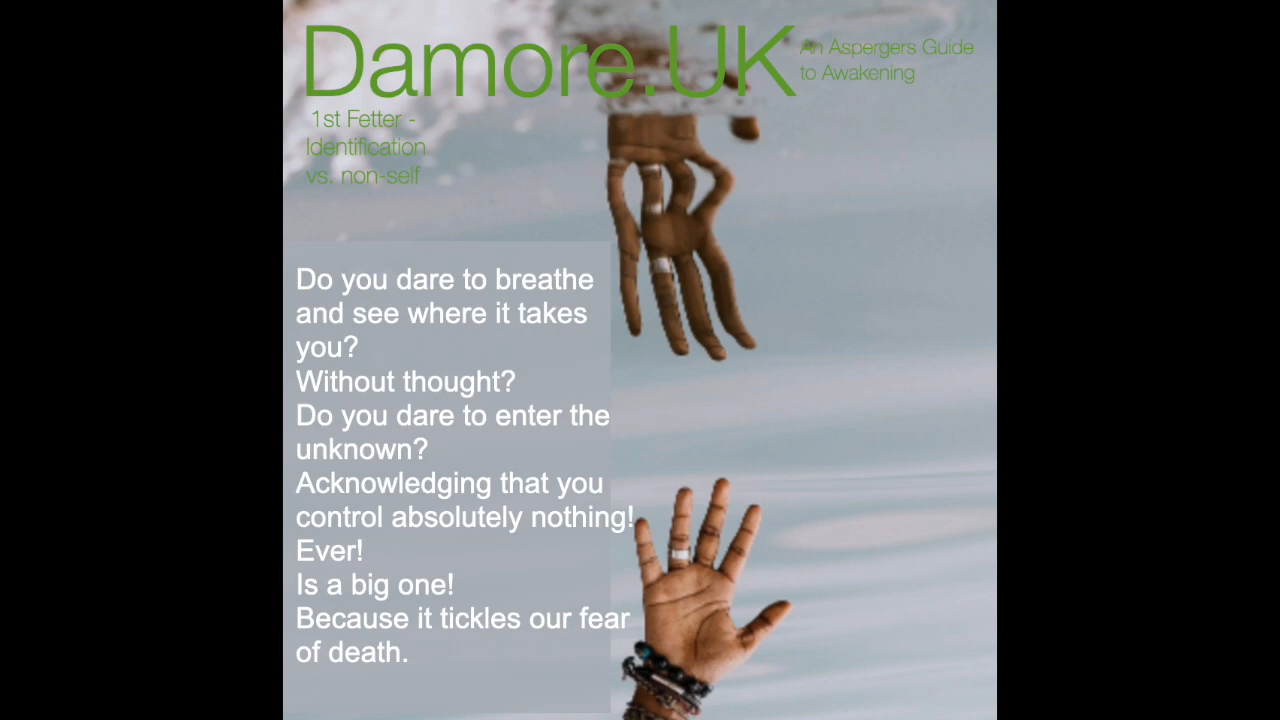 Damore.UK
An Aspergers Guide
to Awakening
1st Fetter -
Identification
vs. non-self
Do you dare to breathe
and see where it takes
you?
Without thought?
Do you dare to enter the
unknown?
Acknowledging that you
control absolutely nothing!
Ever!
Is a big one!
Because it tickles our fear
of death.